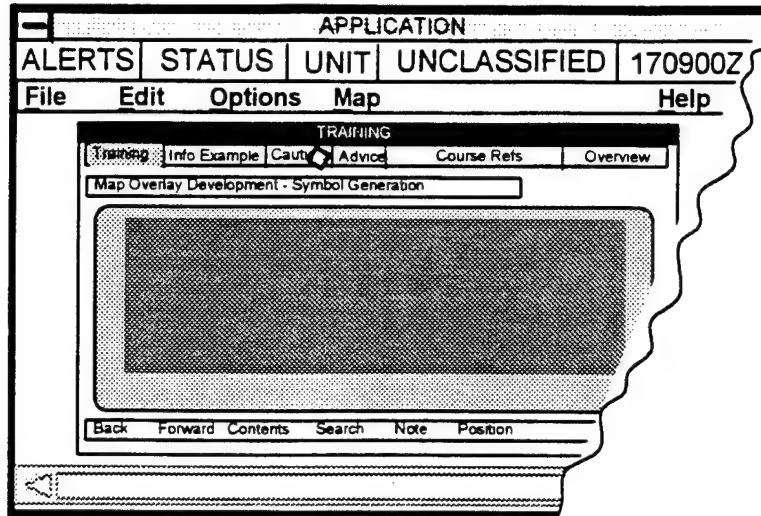 APPLICATION
ALERTS STATUS UNIT UNCLASSIFIED 170900Z
File Edit Options Map Help
TRAINING
Training Info Example Caut Advice Course Refs Overview
Map Overlay Development - Symbol Generation
Back Forward Contents Search Note Position